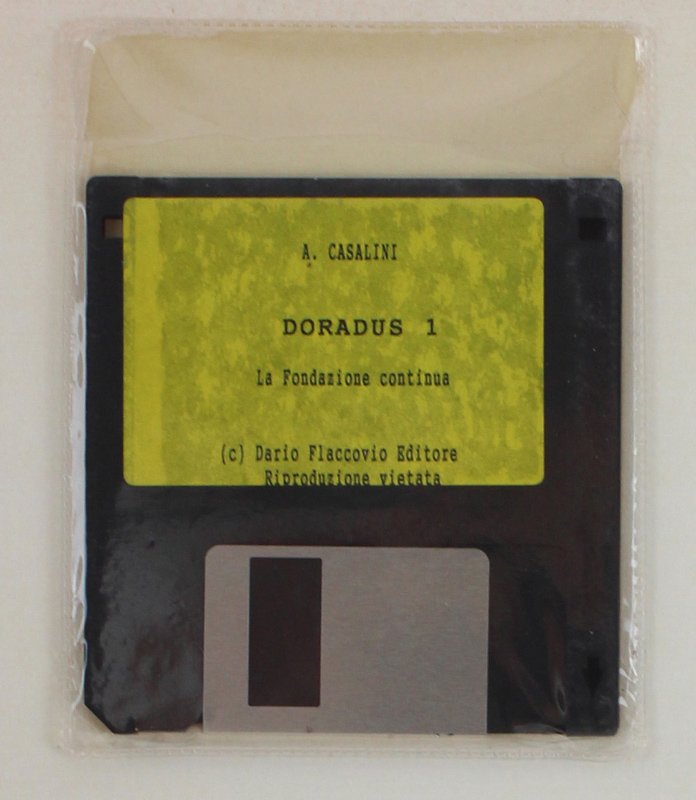 A. CASALINI
DORADUS 1
La Fondazione continua
(c) Dario Flaccovio Editore
Riproduzione vietata